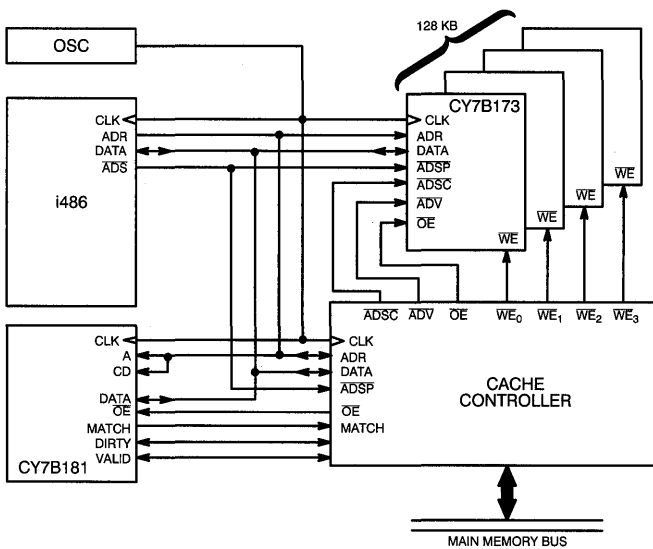 128 KB
OSC
CLK
ADR
DATA
ADS
i486
CY7B173
CLK
ADR
DATA
ADSP
ADSC
ADV
OE
WE
WE
WE
WE
ADSC ADV OE WE0 WE1 WE2 WE3
CLK
A
CD
DATA
OE
MATCH
DIRTY
VALID
CY7B181
CLK
ADR
DATA
ADSP
OE
MATCH
CACHE
CONTROLLER
MAIN MEMORY BUS